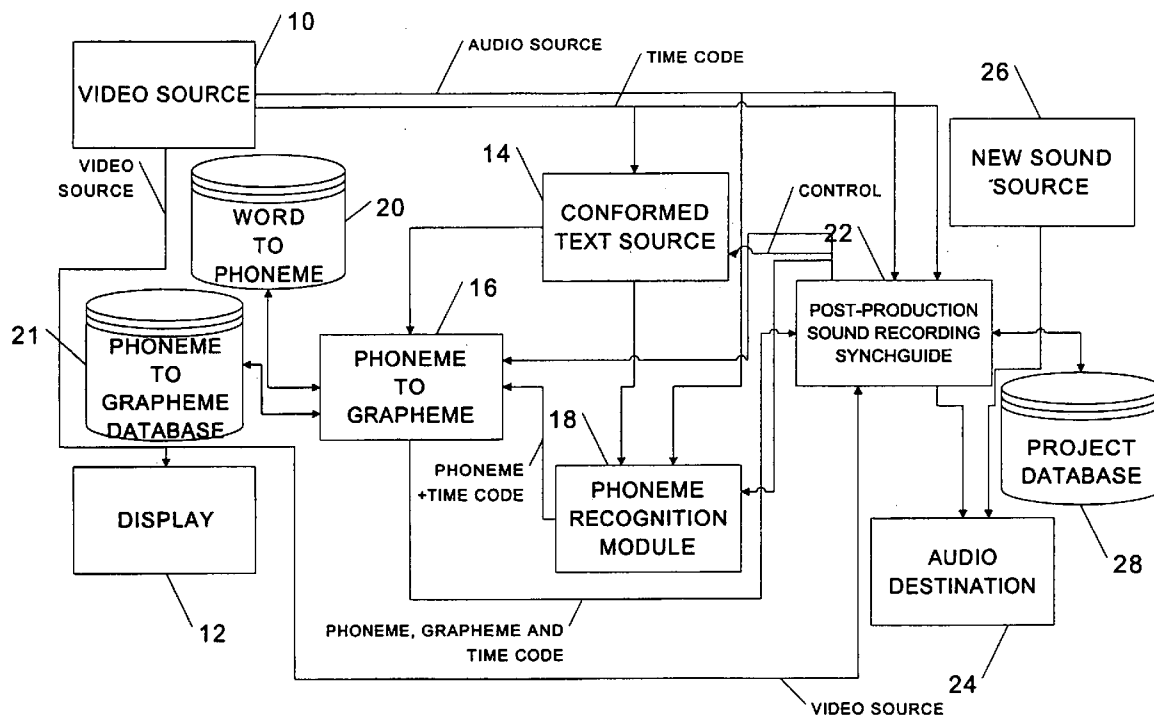 10
AUDIO SOURCE
TIME CODE
26
VIDEO SOURCE
NEW SOUND
SOURCE
VIDEO
SOURCE
14
CONTROL
20
WORD
TO
PHONEME
CONFORMED
TEXT SOURCE
22
16
POST-PRODUCTION
SOUND RECORDING
SYNCHGUIDE
21
PHONEME
TO
GRAPHEME
DATABASE
PHONEME
TO
GRAPHEME
18
PROJECT
DATABASE
PHONEME
+TIME CODE
PHONEME
RECOGNITION
MODULE
DISPLAY
AUDIO
DESTINATION
28
12
PHONEME, GRAPHEME AND
TIME CODE
24
VIDEO SOURCE